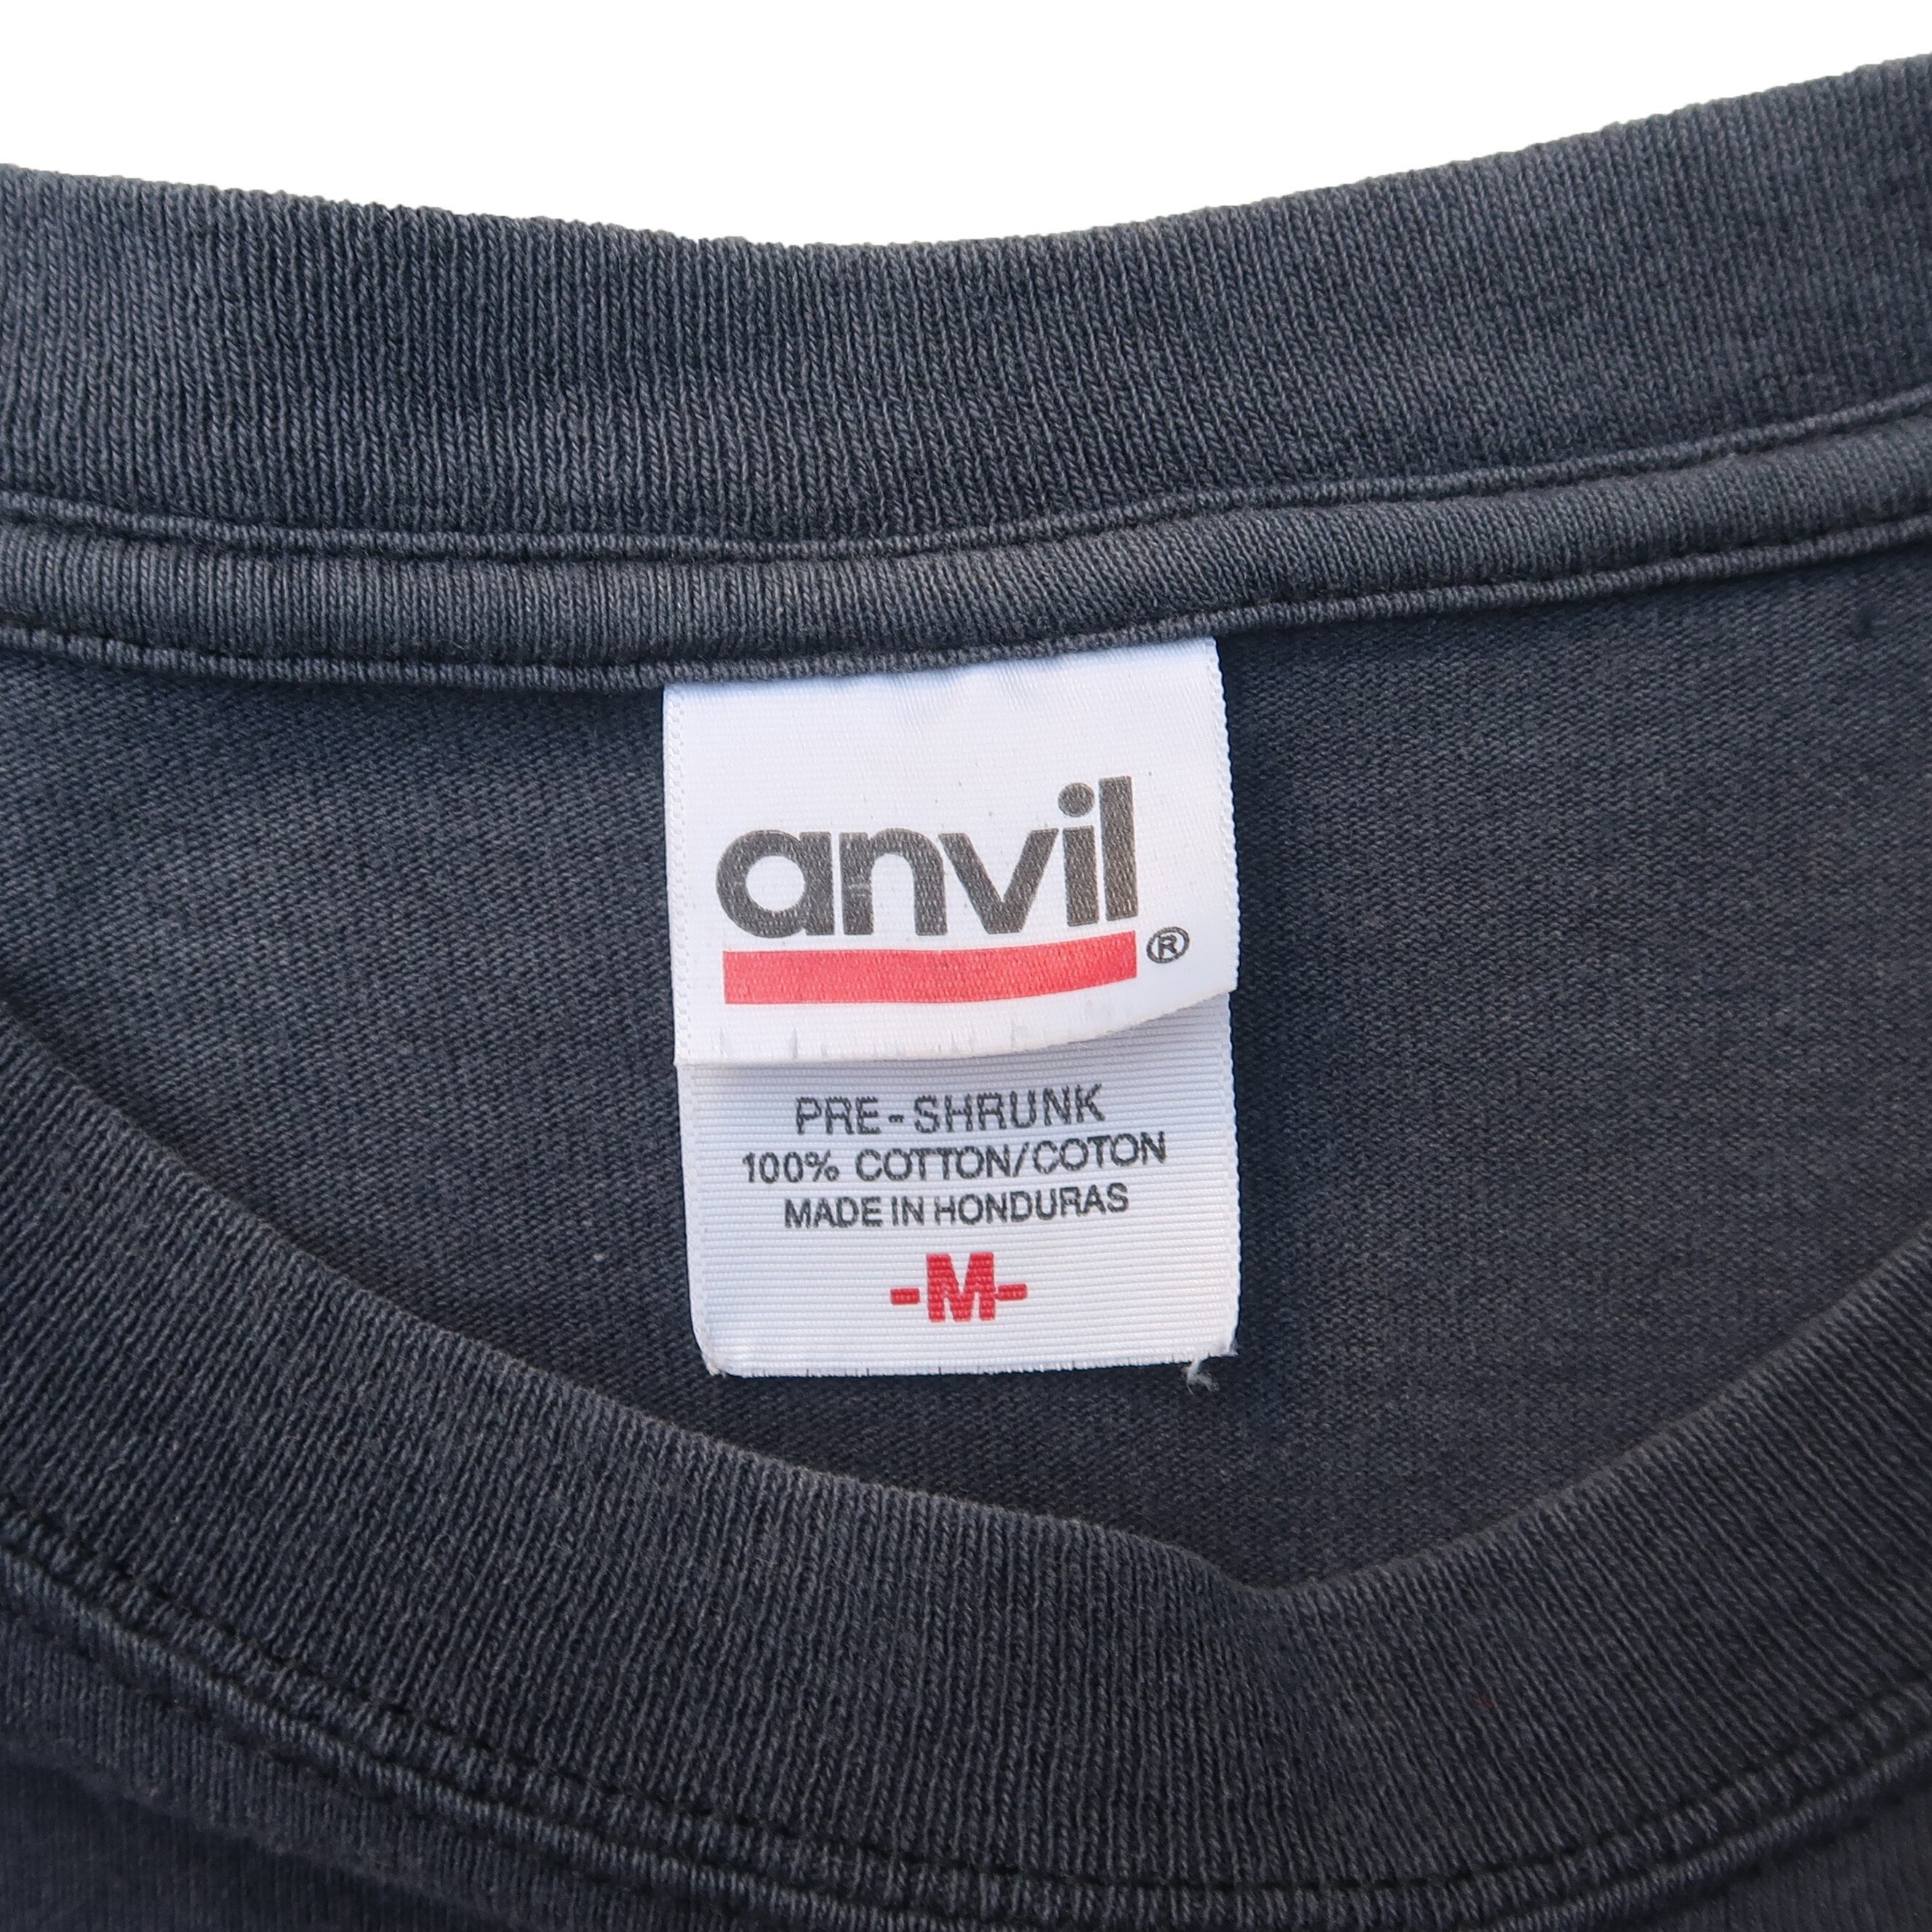 anvil®
PRE-SHRUNK
100% COTTON/COTON
MADE IN HONDURAS
-M-